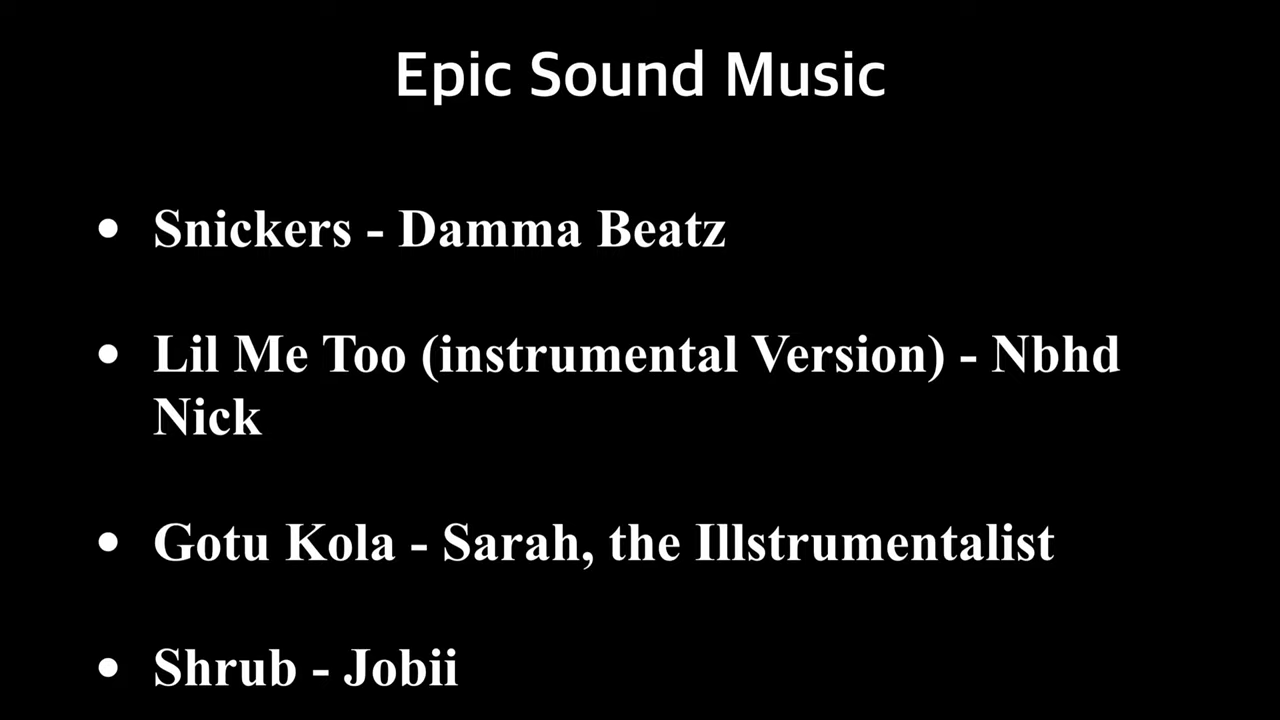 Epic Sound Music
• Snickers - Damma Beatz
• Lil Me Too (instrumental Version) - Nbhd
Nick
• Gotu Kola - Sarah, the Illstrumentalist
• Shrub - Jobii